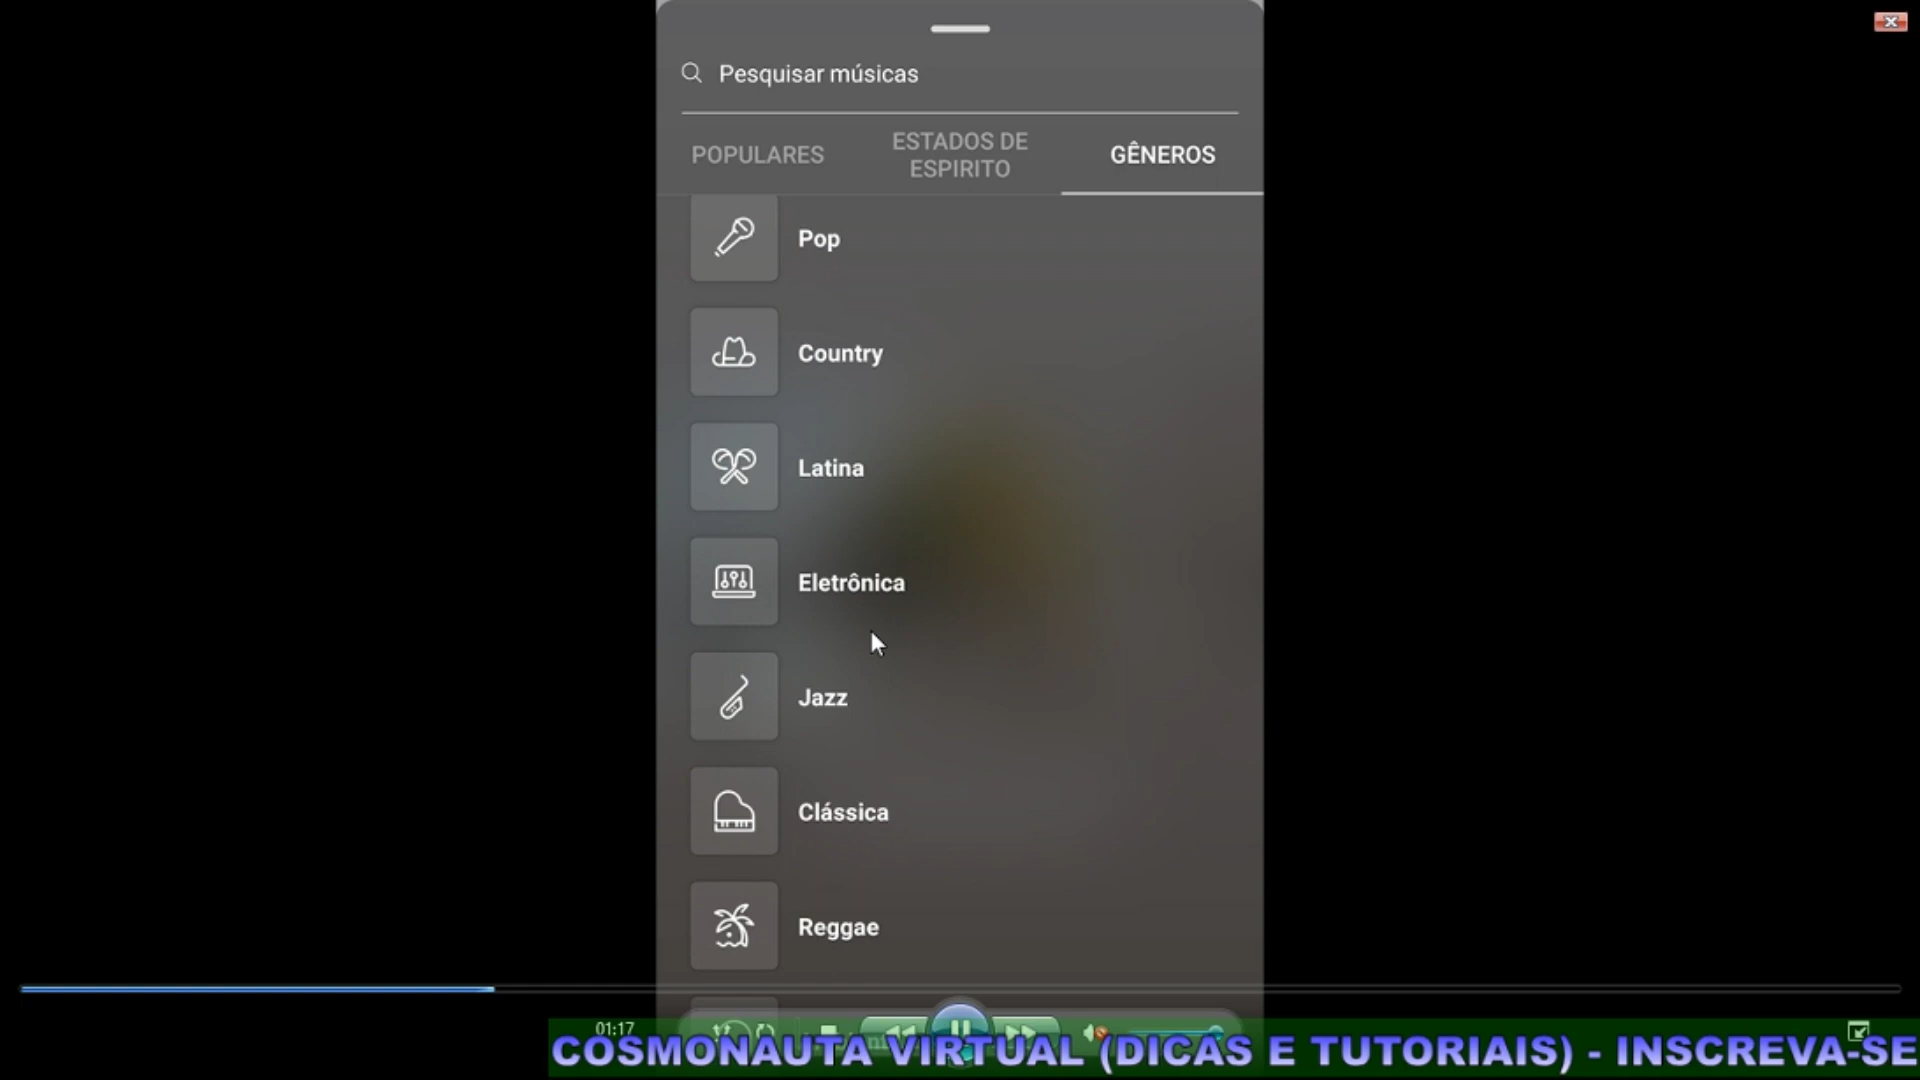 Pesquisar músicas
POPULARES
ESTADOS DE
ESPIRITO
GÊNEROS
Pop
Country
Latina
Eletrônica
Jazz
Clássica
Reggae
01:17
COSMONAUTA VIRTUAL (DICAS E TUTORIAIS) - INSCREVA-SE